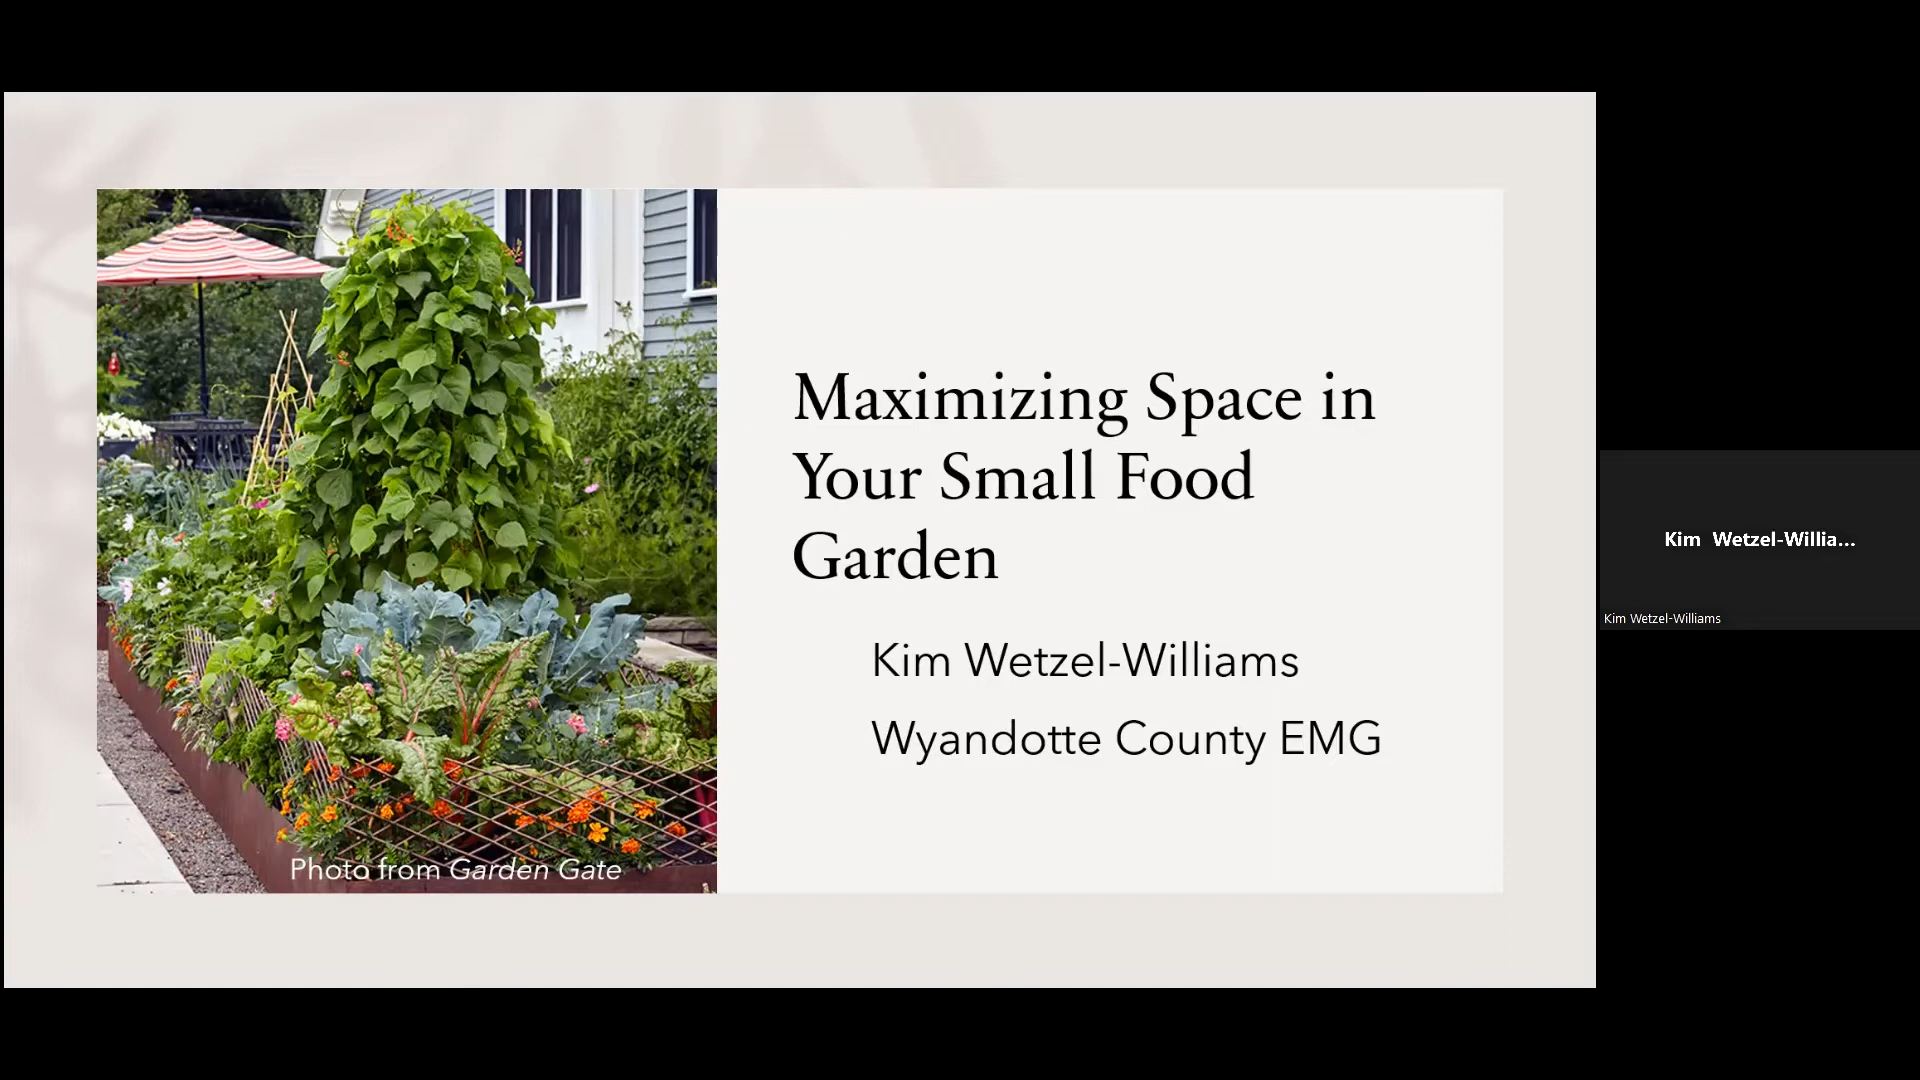 Maximizing Space in
Your Small Food
Garden
Kim Wetzel-Williams
Wyandotte County EMG
Photo from Garden Gate
Kim Wetzel-Willia...
Kim Wetzel-Williams